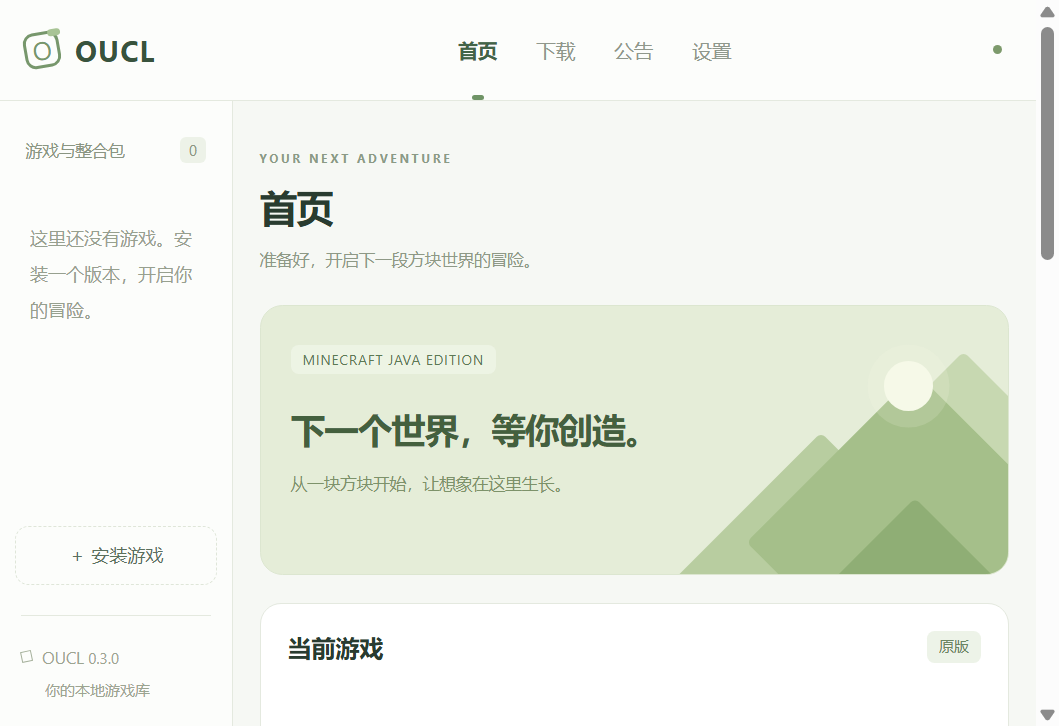 OUCL
首页
下载
公告
设置
游戏与整合包
0
这里还没有游戏。安
装一个版本，开启你
的冒险。
+ 安装游戏
OUCL 0.3.0
你的本地游戏库
YOUR NEXT ADVENTURE
首页
准备好，开启下一段方块世界的冒险。
MINECRAFT JAVA EDITION
下一个世界，等你创造。
从一块方块开始，让想象在这里生长。
当前游戏
原版